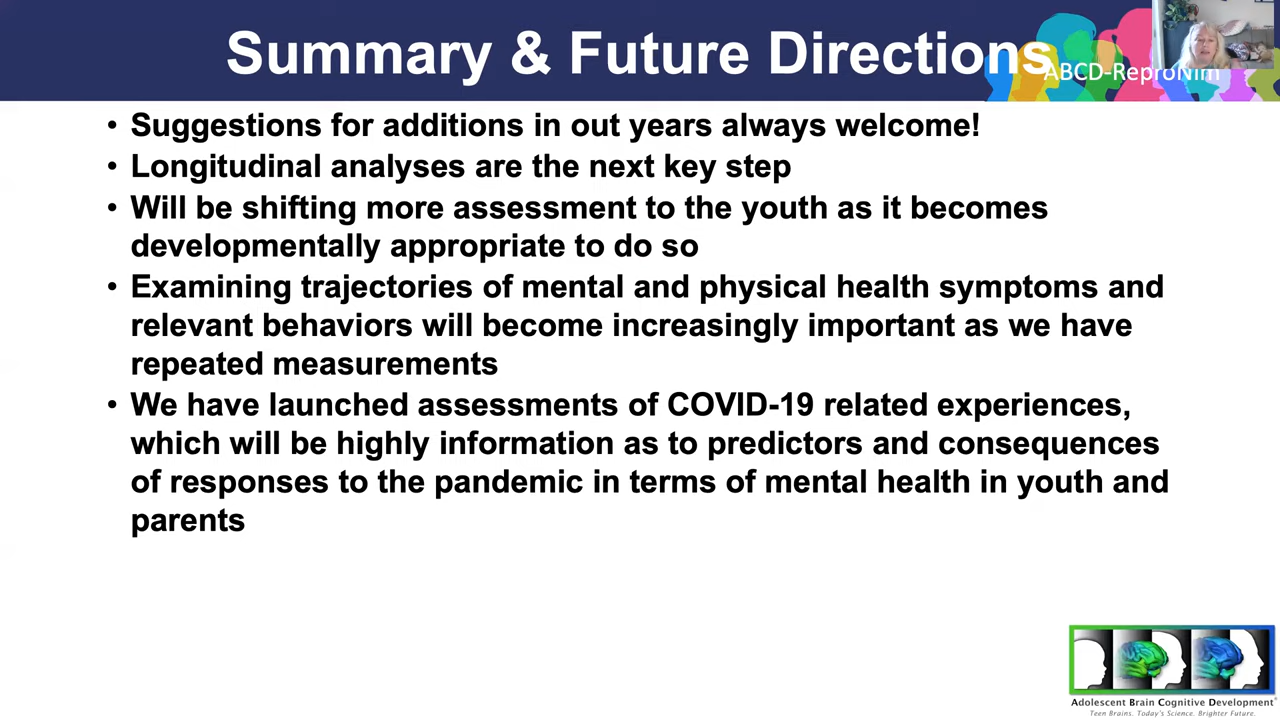 Summary & Future Directions
ABCD-ReproNim
• Suggestions for additions in out years always welcome!
• Longitudinal analyses are the next key step
• Will be shifting more assessment to the youth as it becomes
developmentally appropriate to do so
• Examining trajectories of mental and physical health symptoms and
relevant behaviors will become increasingly important as we have
repeated measurements
• We have launched assessments of COVID-19 related experiences,
which will be highly information as to predictors and consequences
of responses to the pandemic in terms of mental health in youth and
parents
Adolescent Brain Cognitive Development
Teen Brains. Today's Science. Brighter Future.